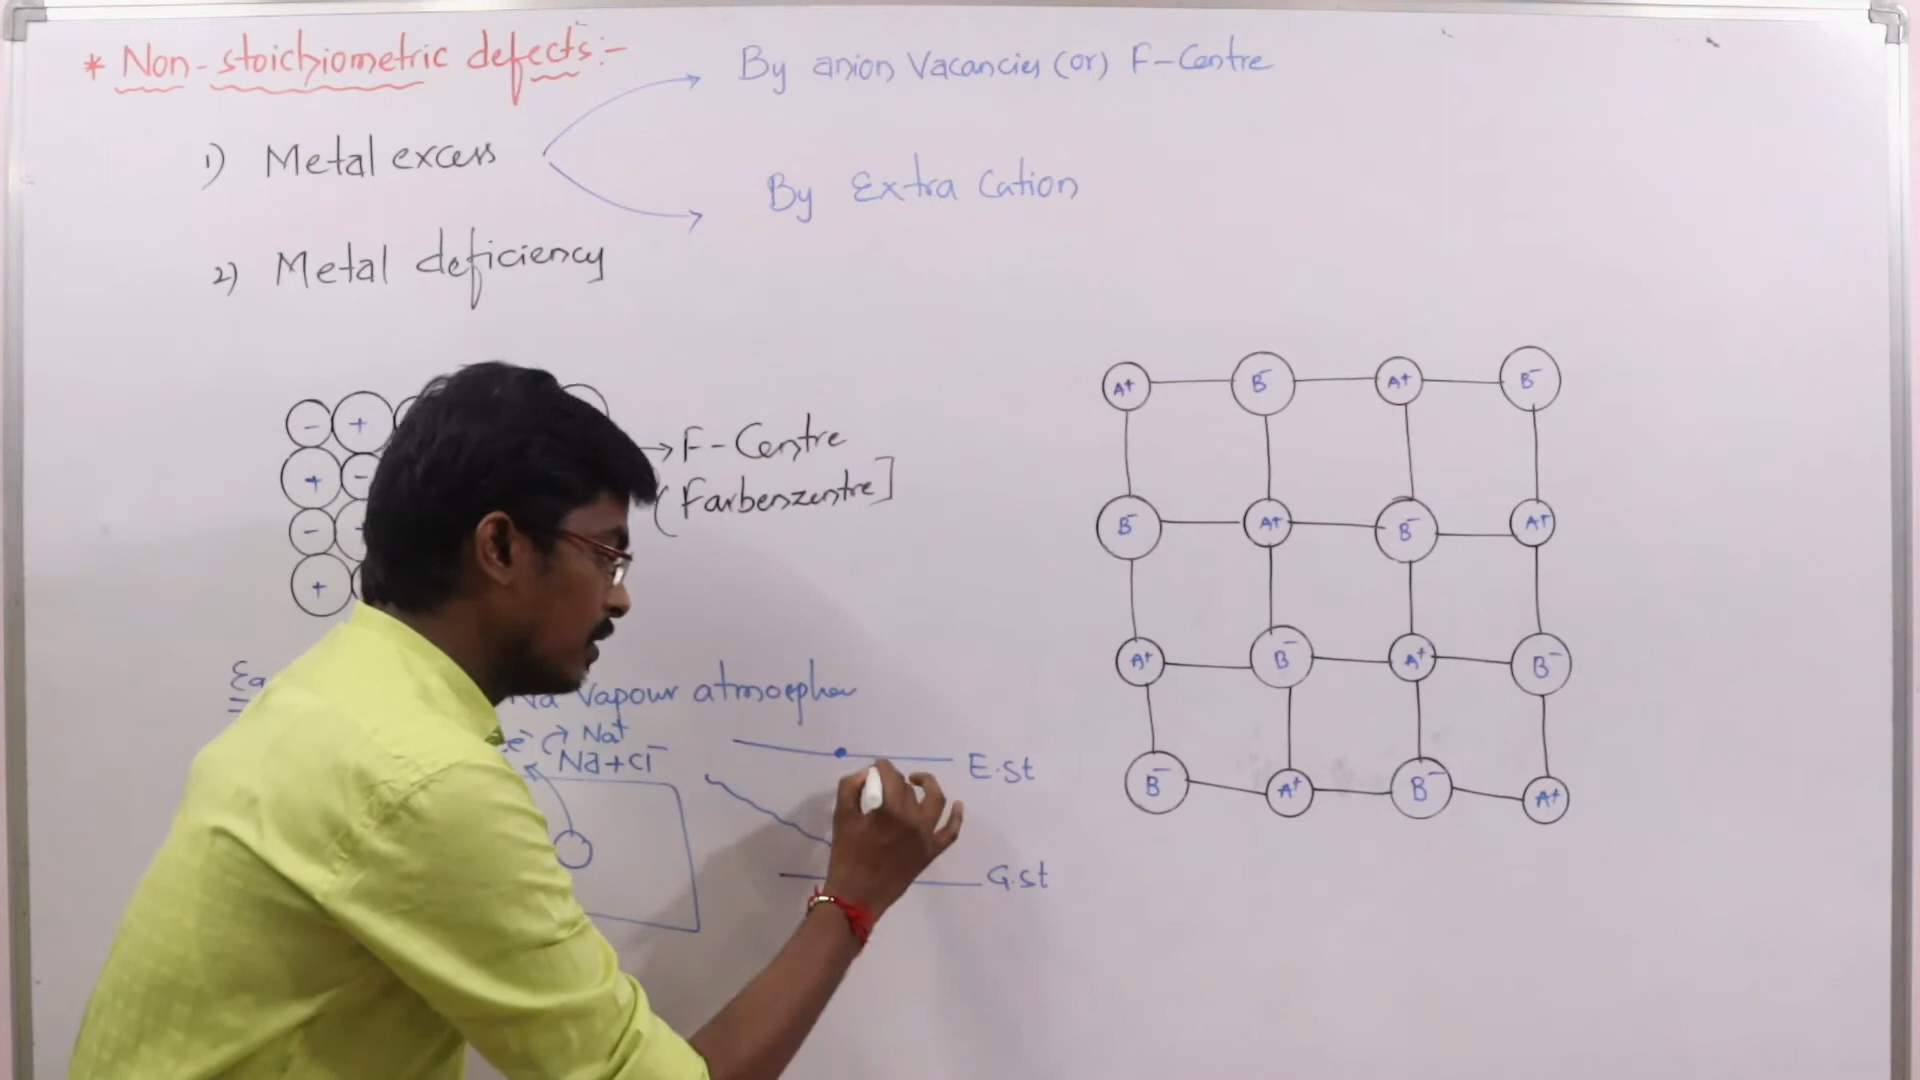 * Non-stoichiometric defects:-
By anion Vacancies (or) F-Centre
1) Metal excess
By Extra Cation
2) Metal deficiency
- +
+ -
-
+
→ F-Centre
(Farbenzentre]
A+ B- A+ B-
B- A+ B- A+
A+ B- A+ B-
B- A+ B- A+
Na Vapour atmosphere
e- Na+
Na+Cl-
E.st
G.st